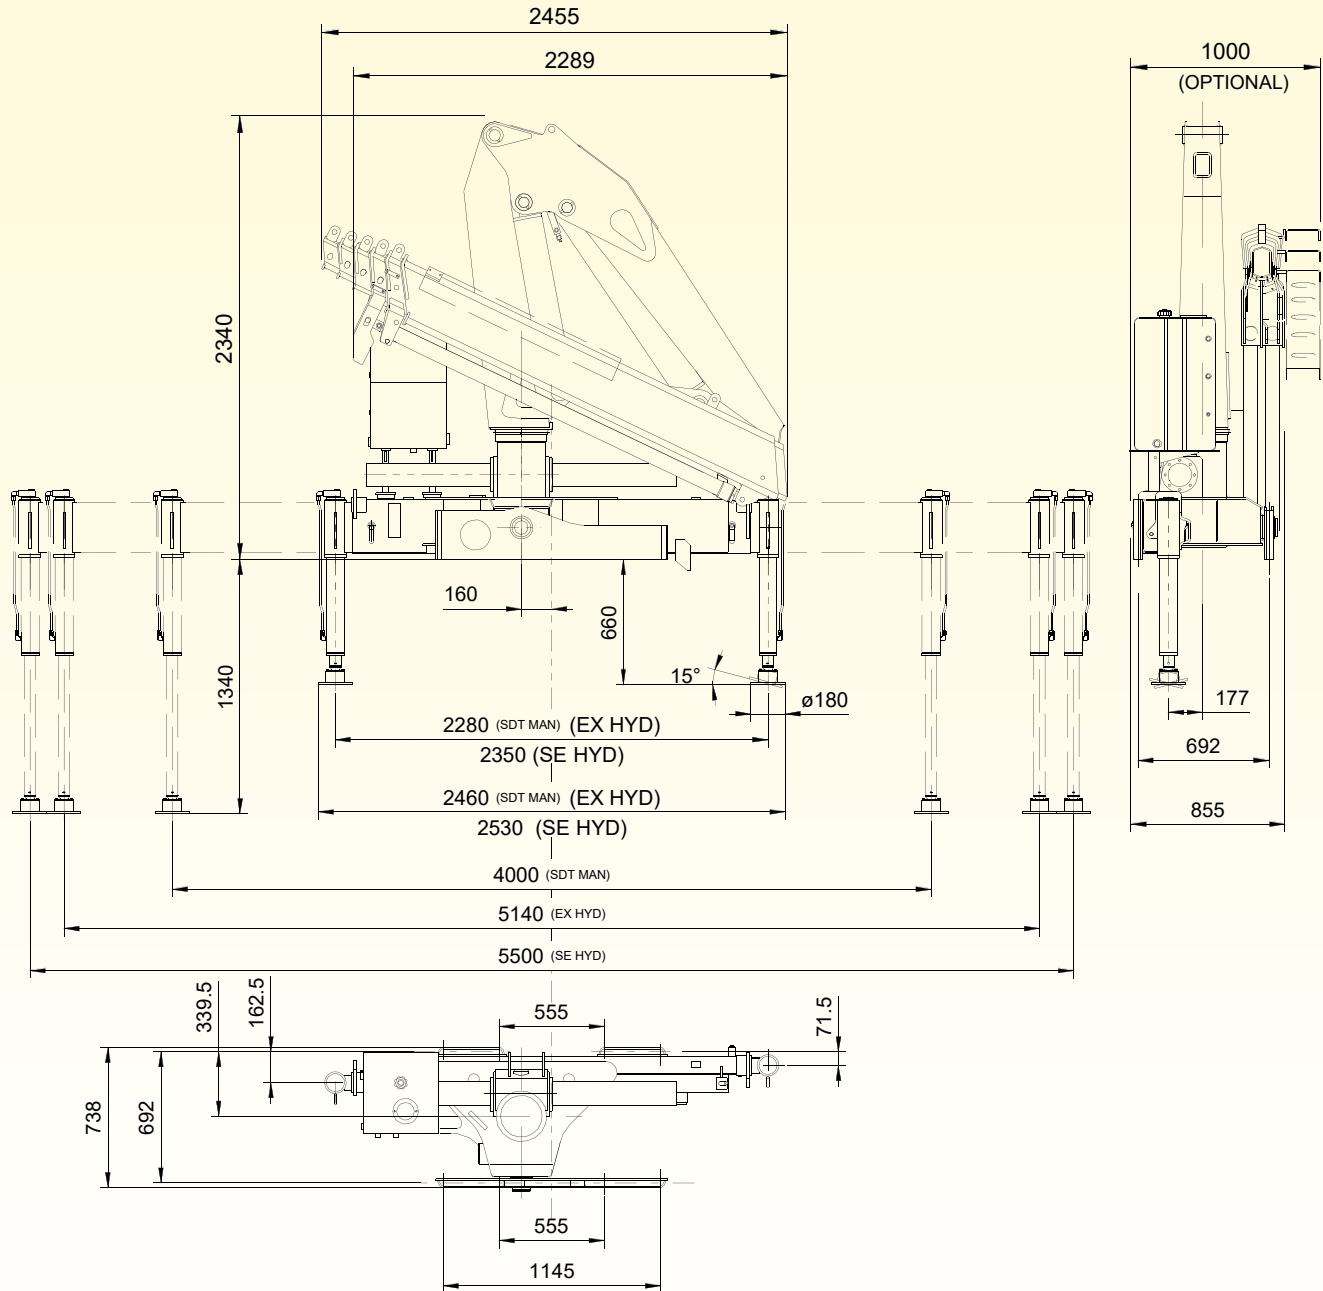 2455
2289
1000
(OPTIONAL)
2340
160
660
1340
15°
ø180
177
2280 (SDT MAN) (EX HYD)
2350 (SE HYD)
692
2460 (SDT MAN) (EX HYD)
2530 (SE HYD)
855
4000 (SDT MAN)
5140 (EX HYD)
5500 (SE HYD)
339.5
162.5
555
71.5
738
692
555
1145